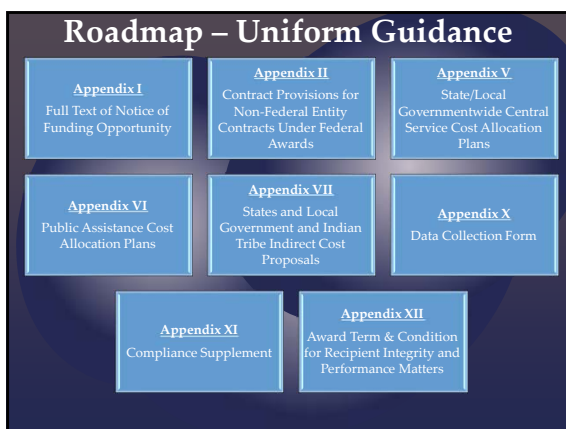 Roadmap – Uniform Guidance
Appendix I
Full Text of Notice of
Funding Opportunity
Appendix II
Contract Provisions for
Non-Federal Entity
Contracts Under Federal
Awards
Appendix V
State/Local
Governmentwide Central
Service Cost Allocation
Plans
Appendix VI
Public Assistance Cost
Allocation Plans
Appendix VII
States and Local
Government and Indian
Tribe Indirect Cost
Proposals
Appendix X
Data Collection Form
Appendix XI
Compliance Supplement
Appendix XII
Award Term & Condition
for Recipient Integrity and
Performance Matters